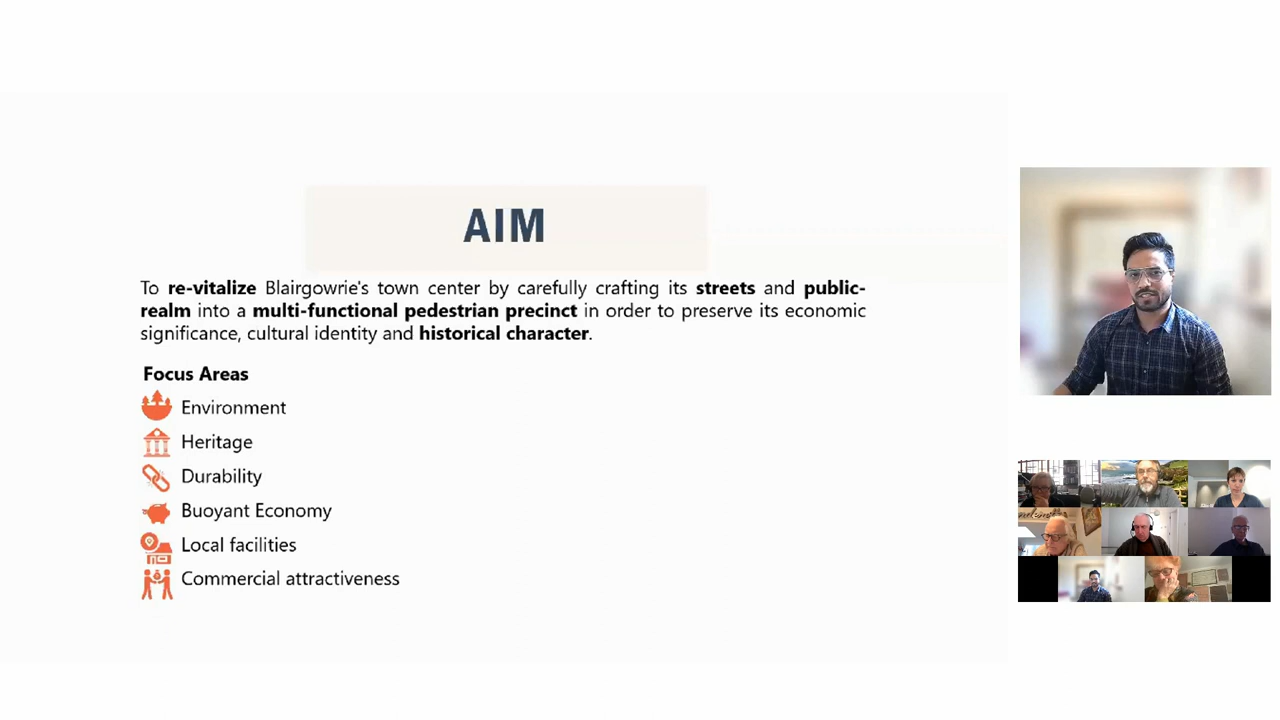 AIM
To re-vitalize Blairgowrie's town center by carefully crafting its streets and public-
realm into a multi-functional pedestrian precinct in order to preserve its economic
significance, cultural identity and historical character.
Focus Areas
Environment
Heritage
Durability
Buoyant Economy
Local facilities
Commercial attractiveness